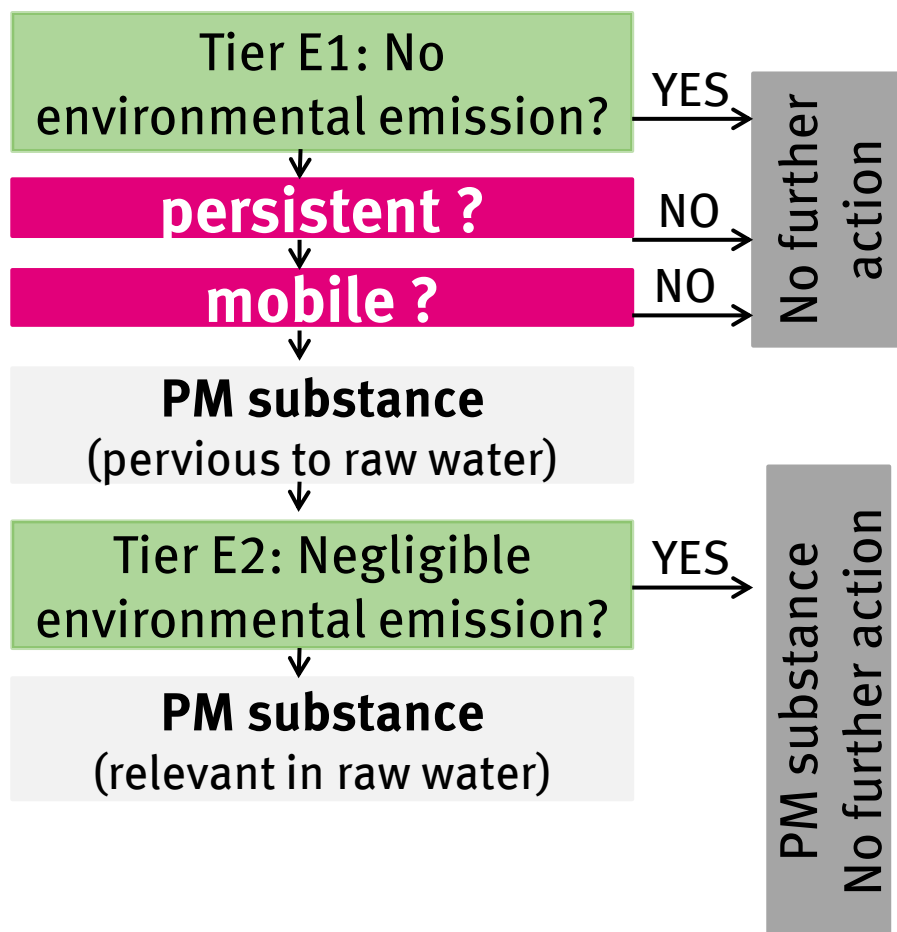 Tier E1: No
environmental emission?
YES
No further
action
persistent ?
NO
mobile ?
NO
PM substance
(pervious to raw water)
Tier E2: Negligible
environmental emission?
YES
PM substance
No further action
PM substance
(relevant in raw water)